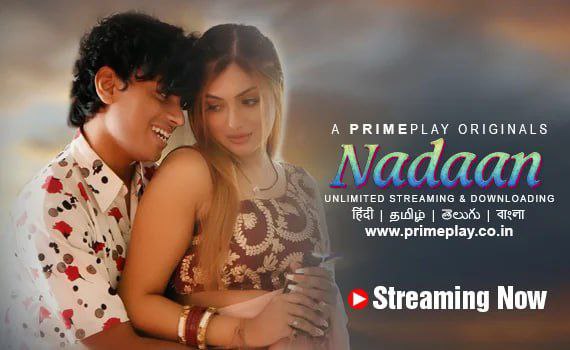 A PRIMEPLAY ORIGINALS
Nadaan
UNLIMITED STREAMING & DOWNLOADING
हिंदी | தமிழ் | తెలుగు | বাংলা
www.primeplay.co.in
Streaming Now